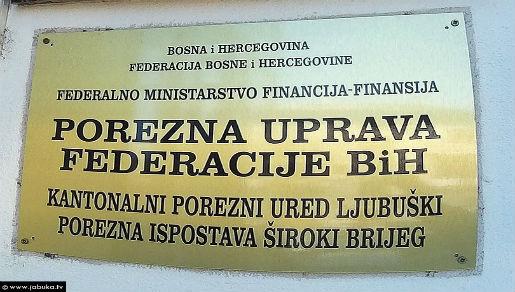 BOSNA i HERCEGOVINA
FEDERACIJA BOSNE i HERCEGOVINE
FEDERALNO MINISTARSTVO FINANCIJA-FINANSIJA
POREZNA UPRAVA
FEDERACIJE BiH
KANTONALNI POREZNI URED LJUBUŠKI
POREZNA ISPOSTAVA ŠIROKI BRIJEG
© www.jabuka.tv